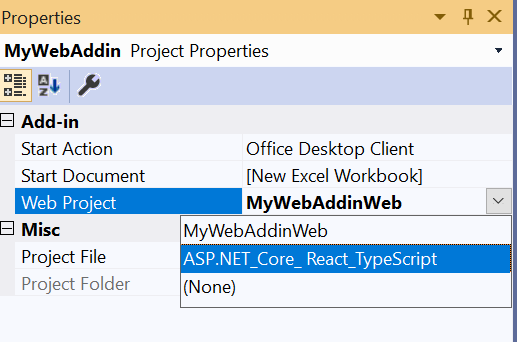 Properties
MyWebAddin Project Properties
Add-in
Start Action Office Desktop Client
Start Document [New Excel Workbook]
Web Project MyWebAddinWeb
Misc MyWebAddinWeb
Project File ASP.NET_Core_ React_TypeScript
Project Folder (None)